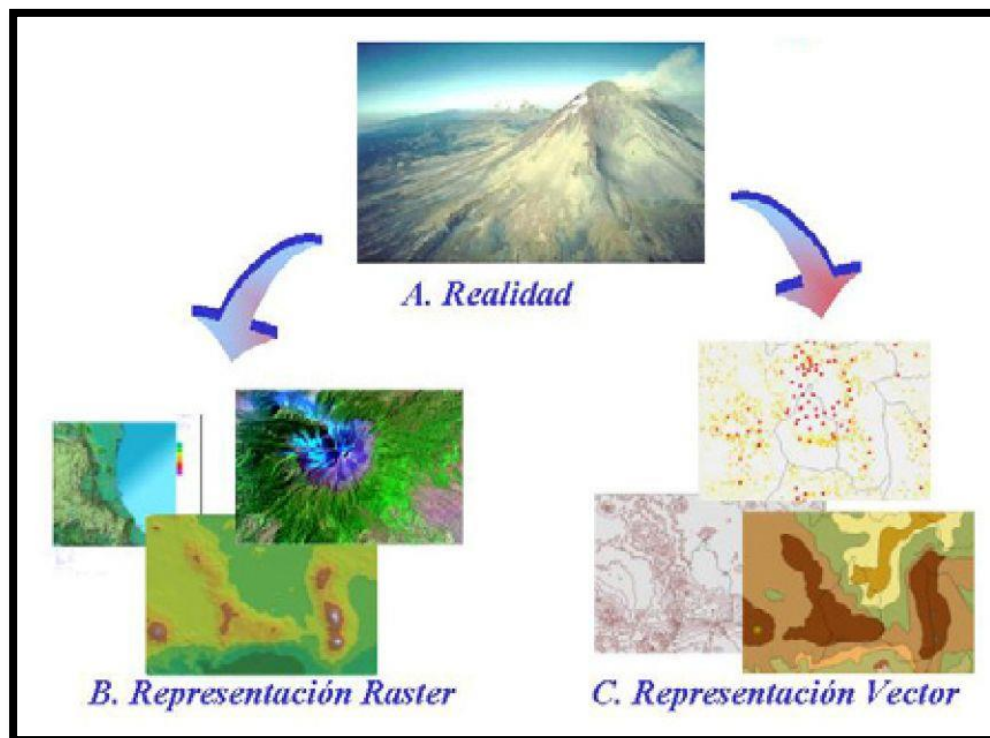 A. Realidad
B. Representación Raster
C. Representación Vector